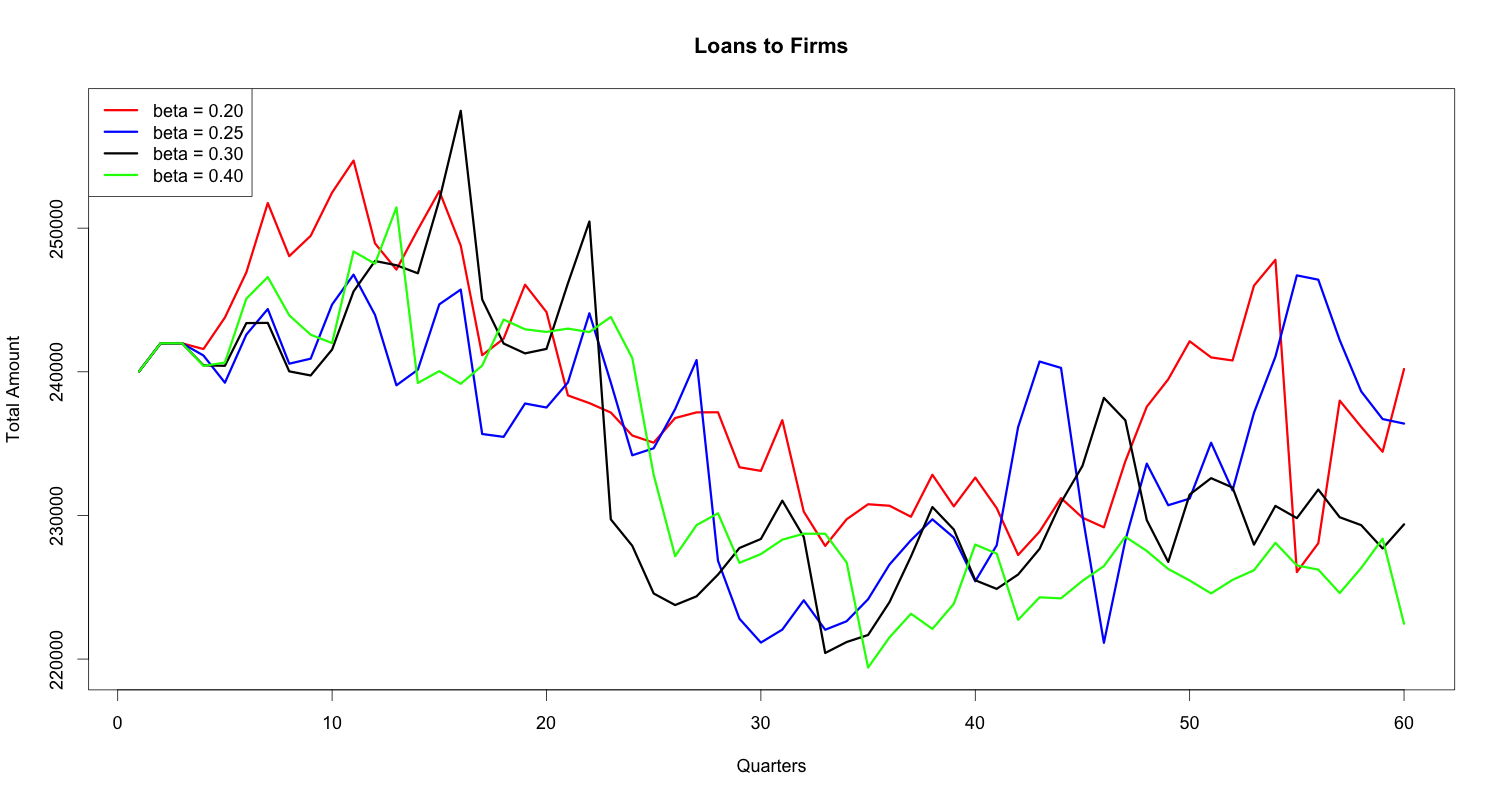 Loans to Firms
beta = 0.20
beta = 0.25
beta = 0.30
beta = 0.40
Total Amount
250000
240000
230000
220000
0 10 20 30 40 50 60
Quarters